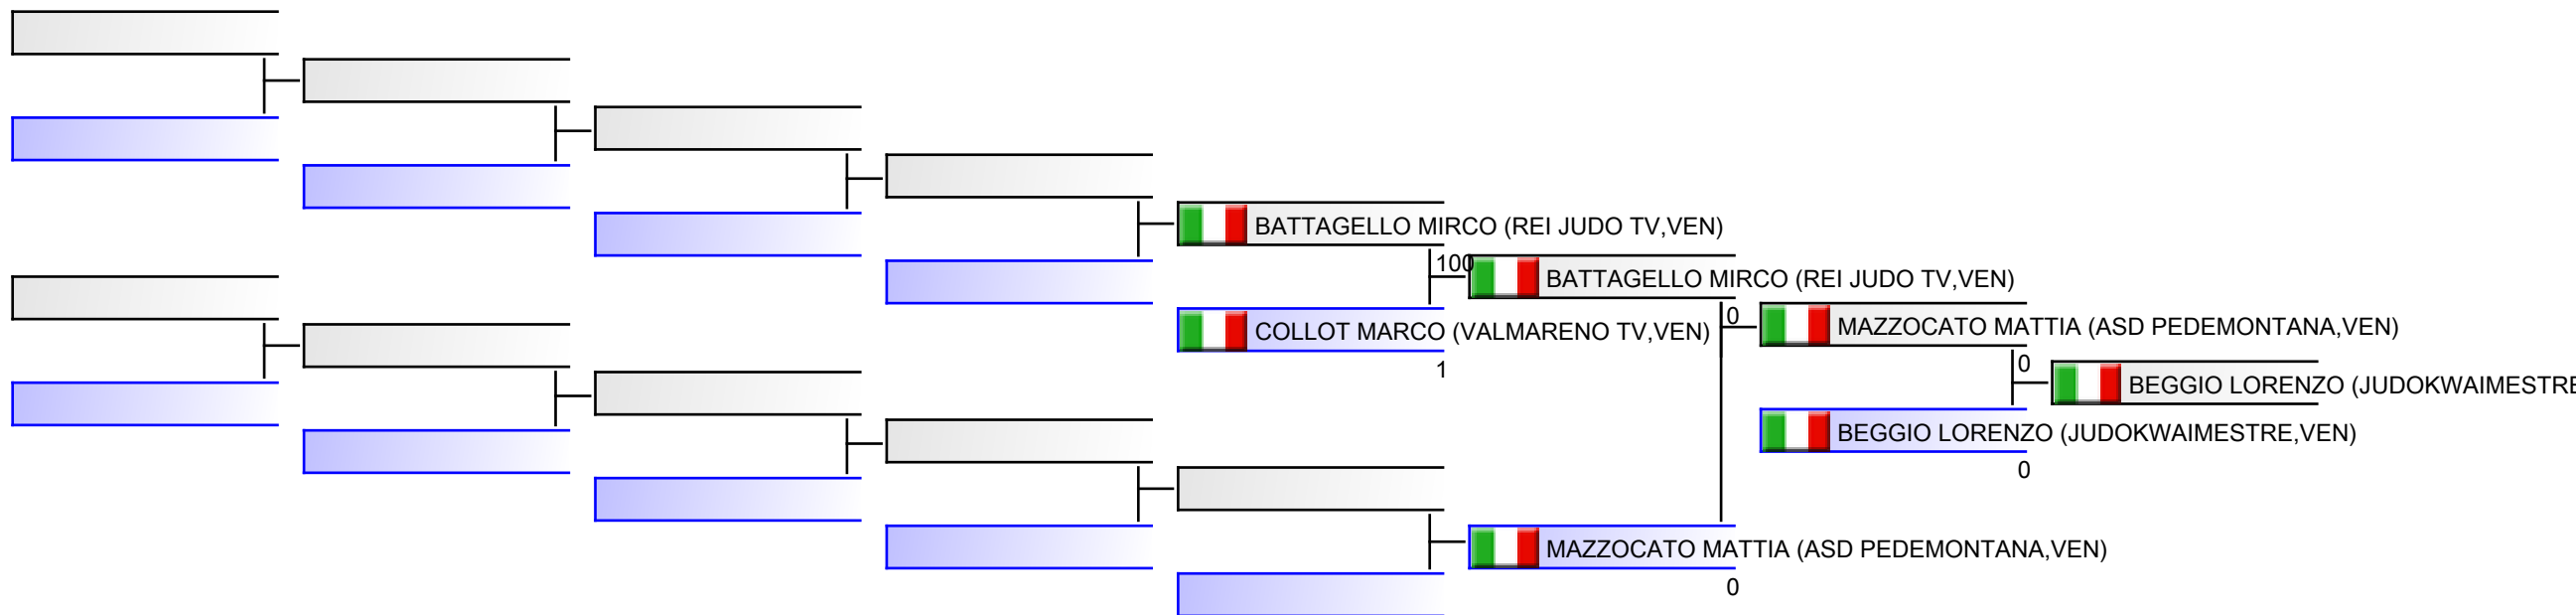 BATTAGELLO MIRCO (REI JUDO TV,VEN)
100
BATTAGELLO MIRCO (REI JUDO TV,VEN)
COLLOT MARCO (VALMARENO TV,VEN)
1
0
MAZZOCATO MATTIA (ASD PEDEMONTANA,VEN)
0
BEGGIO LORENZO (JUDOKWAIMESTRE
BEGGIO LORENZO (JUDOKWAIMESTRE,VEN)
0
MAZZOCATO MATTIA (ASD PEDEMONTANA,VEN)
0